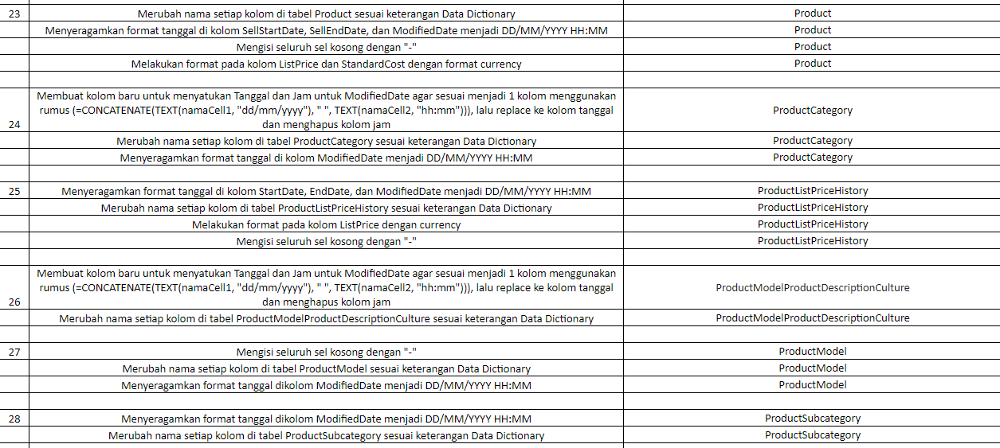 23 Merubah nama setiap kolom di tabel Product sesuai keterangan Data Dictionary Product
Menyeragamkan format tanggal di kolom SellStartDate, SellEndDate, dan ModifiedDate menjadi DD/MM/YYYY HH:MM Product
Mengisi seluruh sel kosong dengan "-" Product
Melakukan format pada kolom ListPrice dan StandardCost dengan format currency Product
Membuat kolom baru untuk menyatukan Tanggal dan Jam untuk ModifiedDate agar sesuai menjadi 1 kolom menggunakan
rumus (=CONCATENATE(TEXT(namaCell1, "dd/mm/yyyy"), " ", TEXT(namaCell2, "hh:mm"))), lalu replace ke kolom tanggal ProductCategory
24 dan menghapus kolom jam
Merubah nama setiap kolom di tabel ProductCategory sesuai keterangan Data Dictionary ProductCategory
Menyeragamkan format tanggal di kolom ModifiedDate menjadi DD/MM/YYYY HH:MM ProductCategory
25 Menyeragamkan format tanggal di kolom StartDate, EndDate, dan ModifiedDate menjadi DD/MM/YYYY HH:MM ProductListPriceHistory
Merubah nama setiap kolom di tabel ProductListPriceHistory sesuai keterangan Data Dictionary ProductListPriceHistory
Melakukan format pada kolom ListPrice dengan currency ProductListPriceHistory
Mengisi seluruh sel kosong dengan "-" ProductListPriceHistory
Membuat kolom baru untuk menyatukan Tanggal dan Jam untuk ModifiedDate agar sesuai menjadi 1 kolom menggunakan
rumus (=CONCATENATE(TEXT(namaCell1, "dd/mm/yyyy"), " ", TEXT(namaCell2, "hh:mm"))), lalu replace ke kolom tanggal ProductModelProductDescriptionCulture
26 dan menghapus kolom jam
Merubah nama setiap kolom di tabel ProductModelProductDescriptionCulture sesuai keterangan Data Dictionary ProductModelProductDescriptionCulture
27 Mengisi seluruh sel kosong dengan "-" ProductModel
Merubah nama setiap kolom di tabel ProductModel sesuai keterangan Data Dictionary ProductModel
Menyeragamkan format tanggal dikolom ModifiedDate menjadi DD/MM/YYYY HH:MM ProductModel
28 Menyeragamkan format tanggal dikolom ModifiedDate menjadi DD/MM/YYYY HH:MM ProductSubcategory
Merubah nama setiap kolom di tabel ProductSubcategory sesuai keterangan Data Dictionary ProductSubcategory